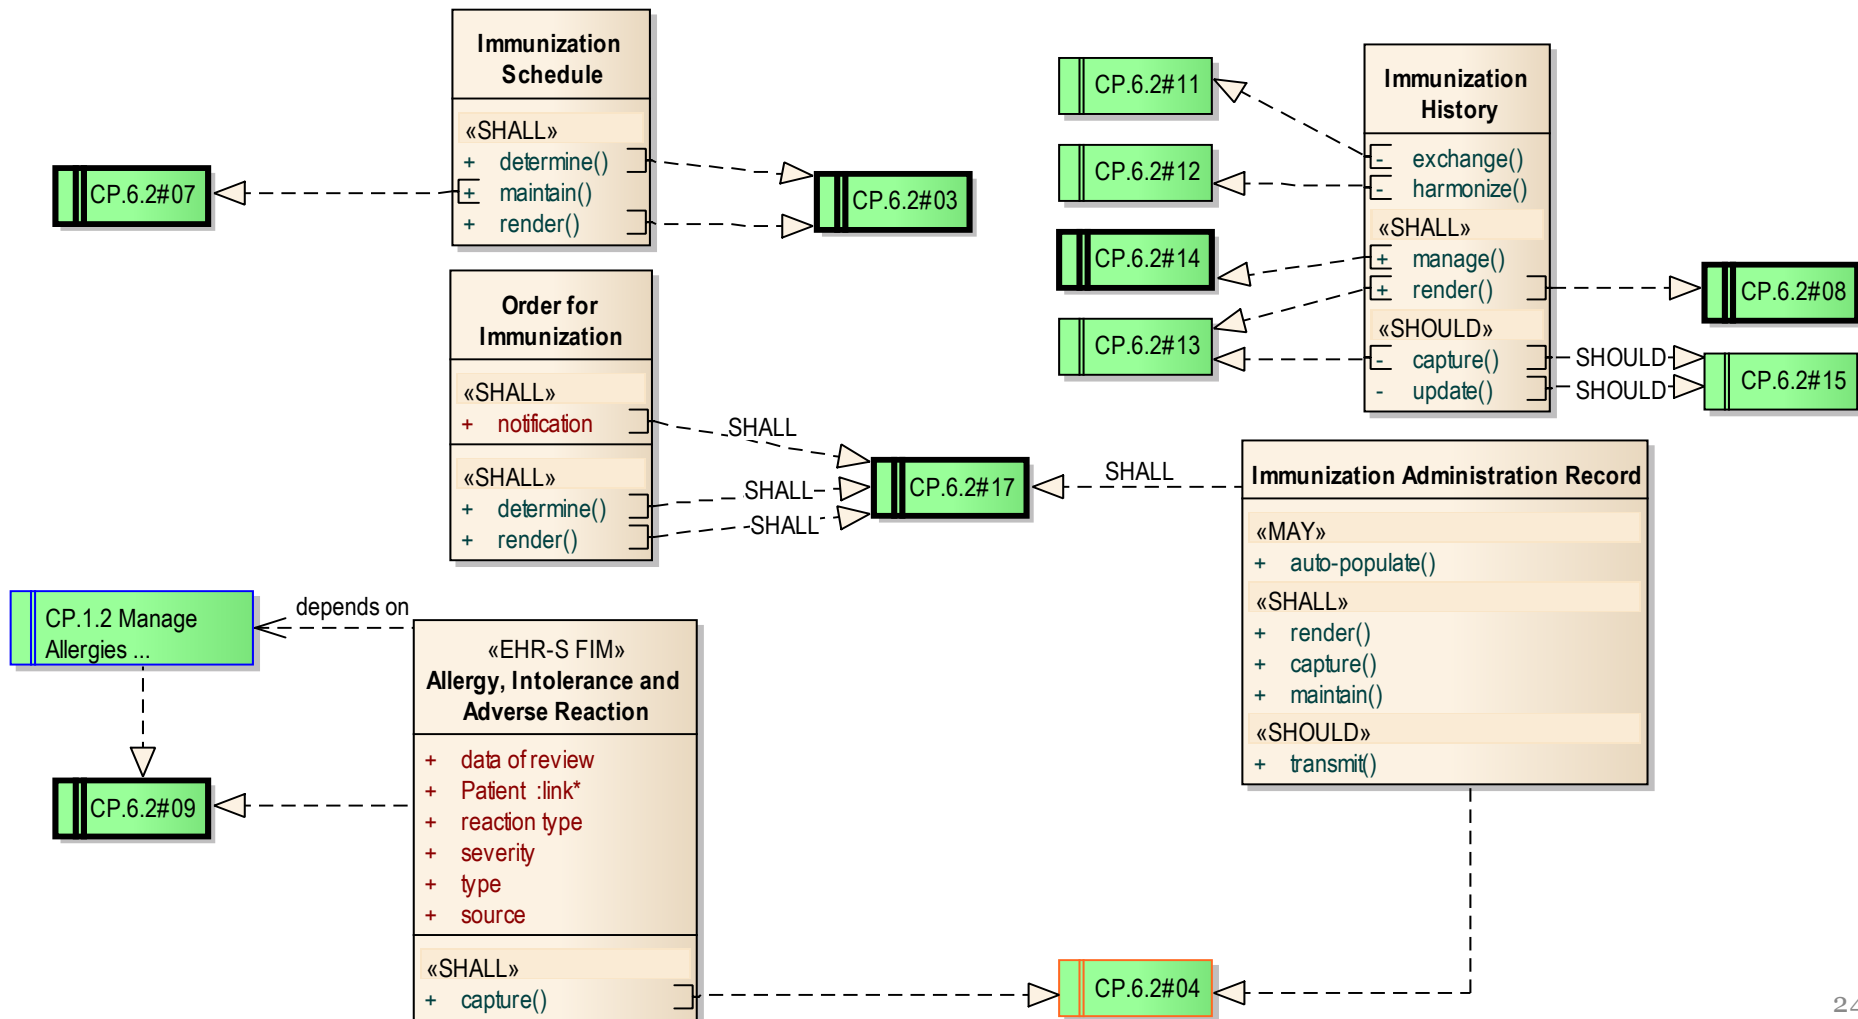 Immunization
Schedule
«SHALL»
+ determine()
+ maintain()
+ render()
CP.6.2#07
CP.6.2#03
CP.6.2#11
CP.6.2#12
CP.6.2#14
CP.6.2#13
Immunization
History
- exchange()
- harmonize()
«SHALL»
+ manage()
+ render()
«SHOULD»
- capture()
- update()
SHOULD
SHOULD
CP.6.2#08
CP.6.2#15
Order for
Immunization
«SHALL»
+ notification
«SHALL»
+ determine()
+ render()
SHALL
SHALL
SHALL
CP.6.2#17
SHALL
Immunization Administration Record
«MAY»
+ auto-populate()
«SHALL»
+ render()
+ capture()
+ maintain()
«SHOULD»
+ transmit()
CP.1.2 Manage
Allergies ...
depends on
CP.6.2#09
«EHR-S FIM»
Allergy, Intolerance and
Adverse Reaction
+ data of review
+ Patient :link*
+ reaction type
+ severity
+ type
+ source
«SHALL»
+ capture()
CP.6.2#04
24